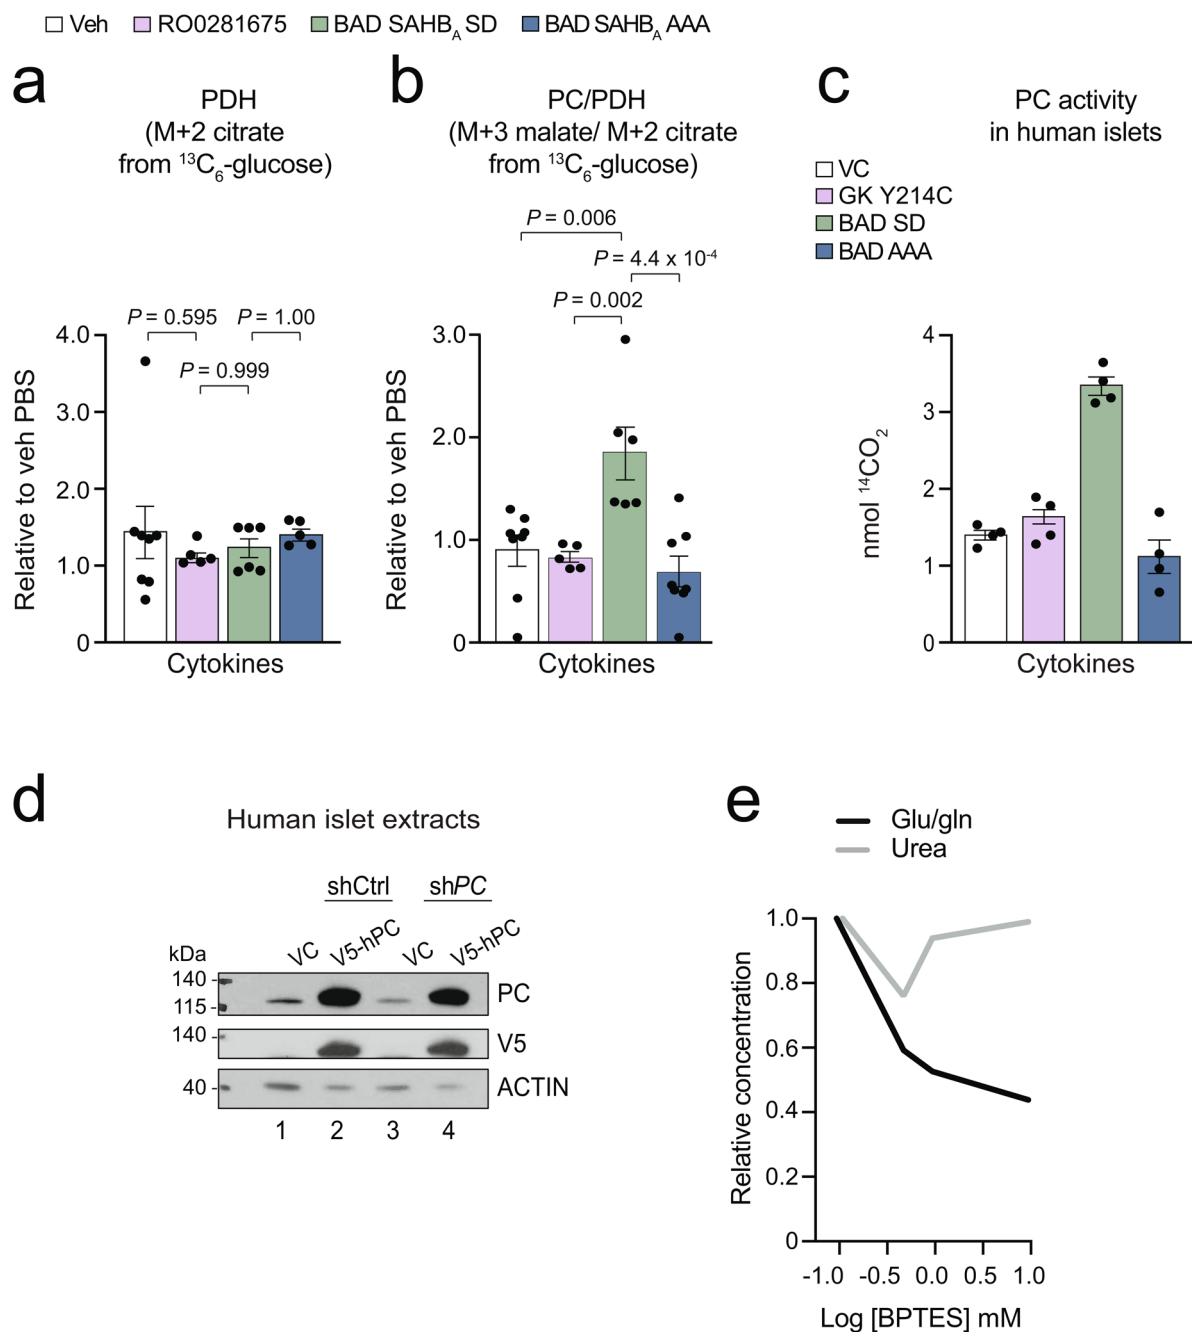 Veh RO0281675 BAD SAHB_A SD BAD SAHB_A AAA
a
PDH
(M+2 citrate
from ¹³C₆-glucose)
P = 0.595 P = 1.00
P = 0.999
4.0
3.0
2.0
1.0
0
Relative to veh PBS
Cytokines
b
PC/PDH
(M+3 malate/ M+2 citrate
from ¹³C₆-glucose)
P = 0.006
P = 4.4 x 10⁻⁴
P = 0.002
3.0
2.0
1.0
0
Relative to veh PBS
Cytokines
c
PC activity
in human islets
VC
GK Y214C
BAD SD
BAD AAA
4
3
2
1
0
nmol ¹⁴CO₂
Cytokines
d
Human islet extracts
shCtrl shPC
kDa VC V5-hPC VC V5-hPC
140
115
PC
140
V5
40
ACTIN
1 2 3 4
e
Glu/gln
Urea
1.0
0.8
0.6
0.4
0.2
0
Relative concentration
-1.0 -0.5 0.0 0.5 1.0
Log [BPTES] mM